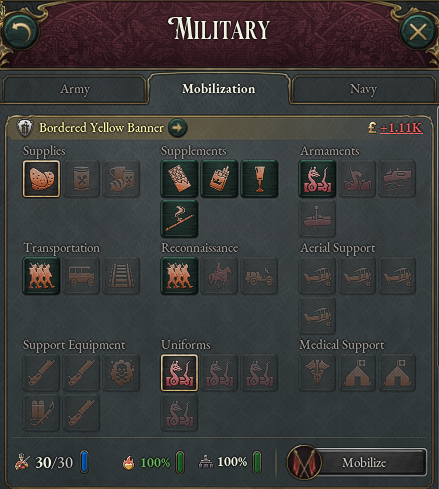 MILITARY
Army Mobilization Navy
Bordered Yellow Banner £ +1.11K
Supplies Supplements Armaments
Transportation Reconnaissance Aerial Support
Support Equipment Uniforms Medical Support
30/30 100% 100% Mobilize